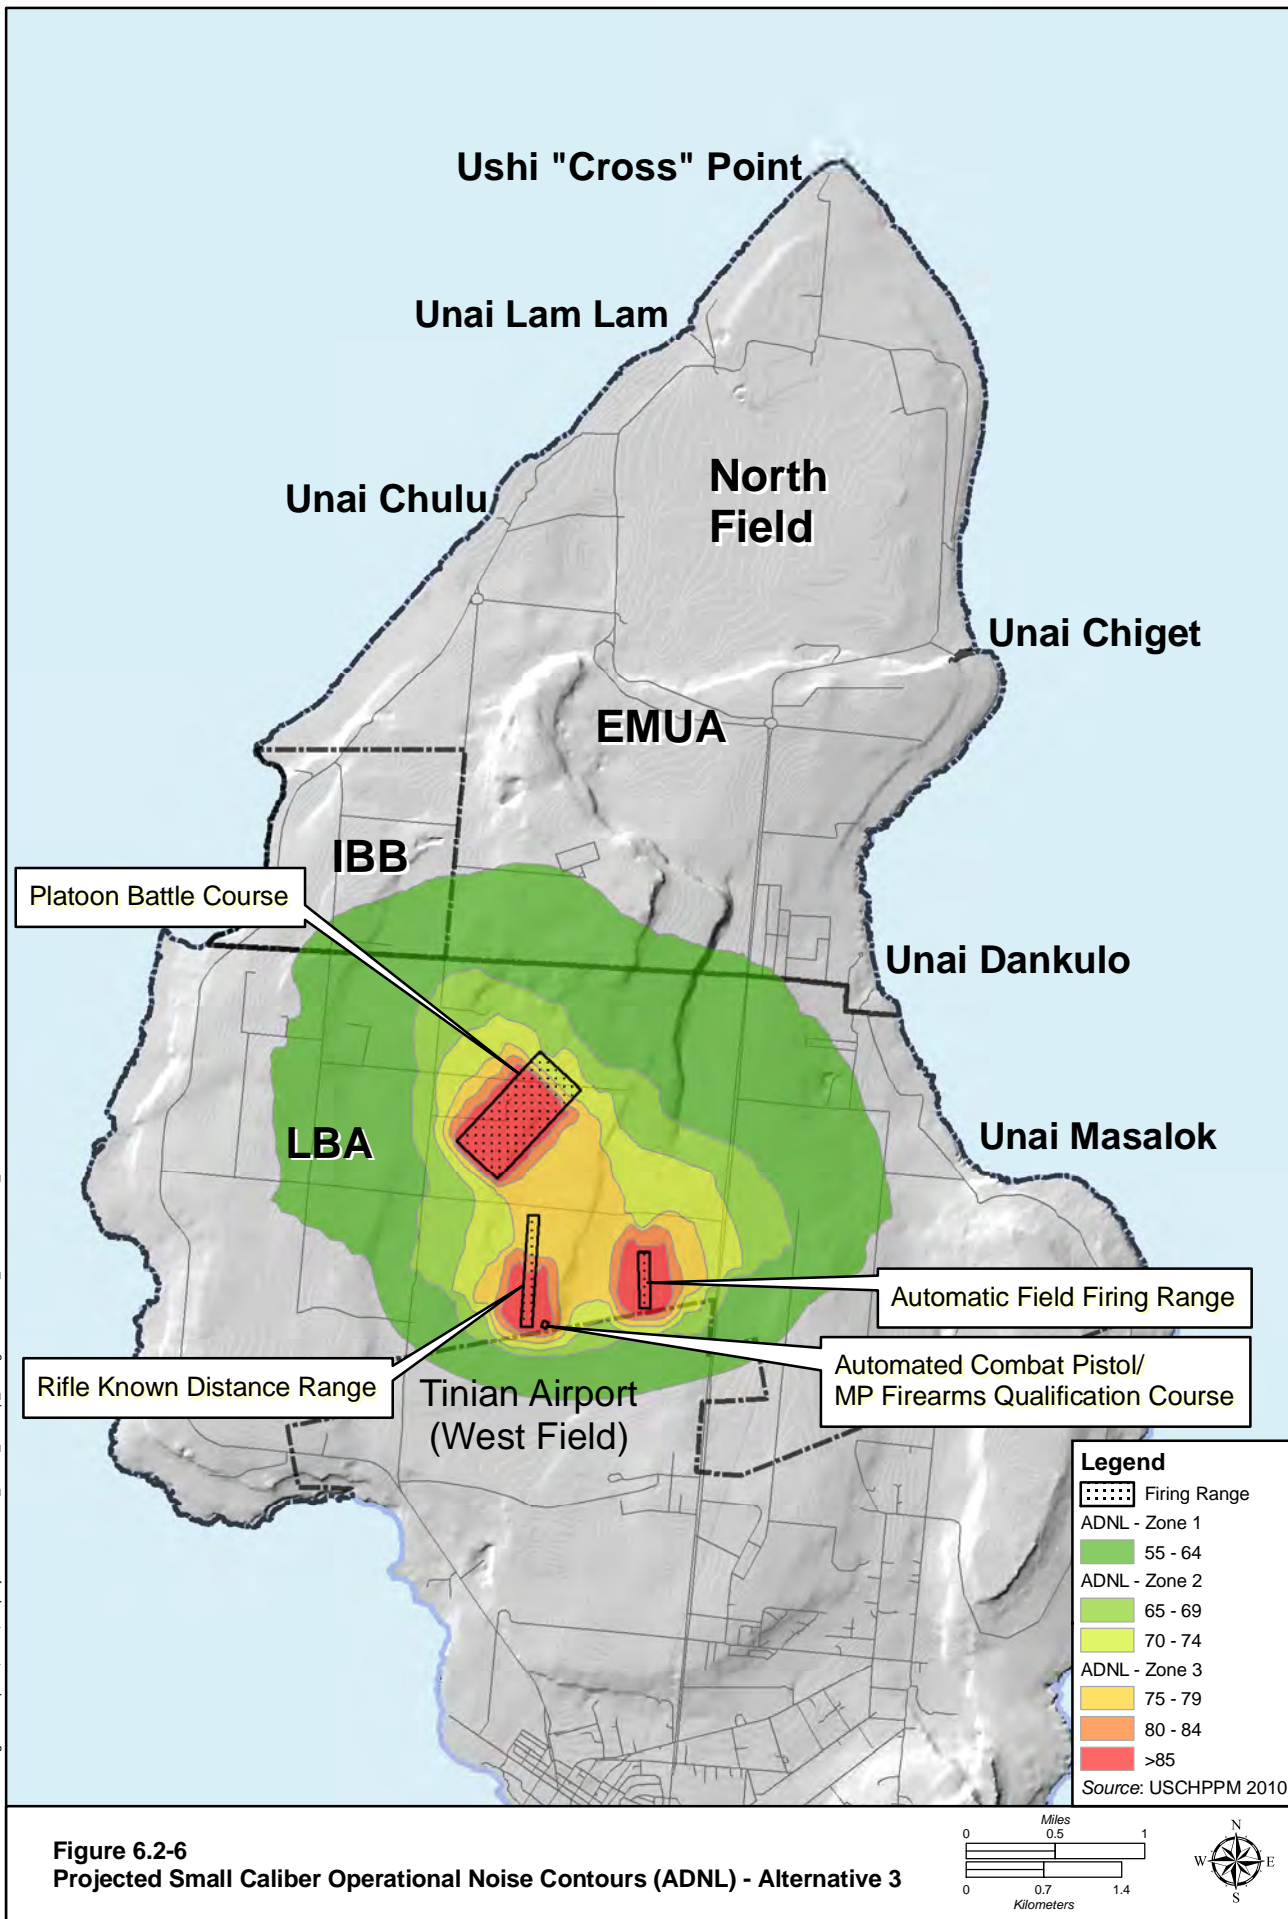 Ushi "Cross" Point
Unai Lam Lam
North
Field
Unai Chulu
Unai Chiget
EMUA
IBB
Platoon Battle Course
Unai Dankulo
LBA
Unai Masalok
Automatic Field Firing Range
Rifle Known Distance Range
Automated Combat Pistol/
MP Firearms Qualification Course
Tinian Airport
(West Field)
Legend
Firing Range
ADNL - Zone 1
55 - 64
ADNL - Zone 2
65 - 69
70 - 74
ADNL - Zone 3
75 - 79
80 - 84
>85
Source: USCHPPM 2010
Figure 6.2-6
Projected Small Caliber Operational Noise Contours (ADNL) - Alternative 3
Miles
0 0.5 1
0 0.7 1.4
Kilometers
N
W E
S